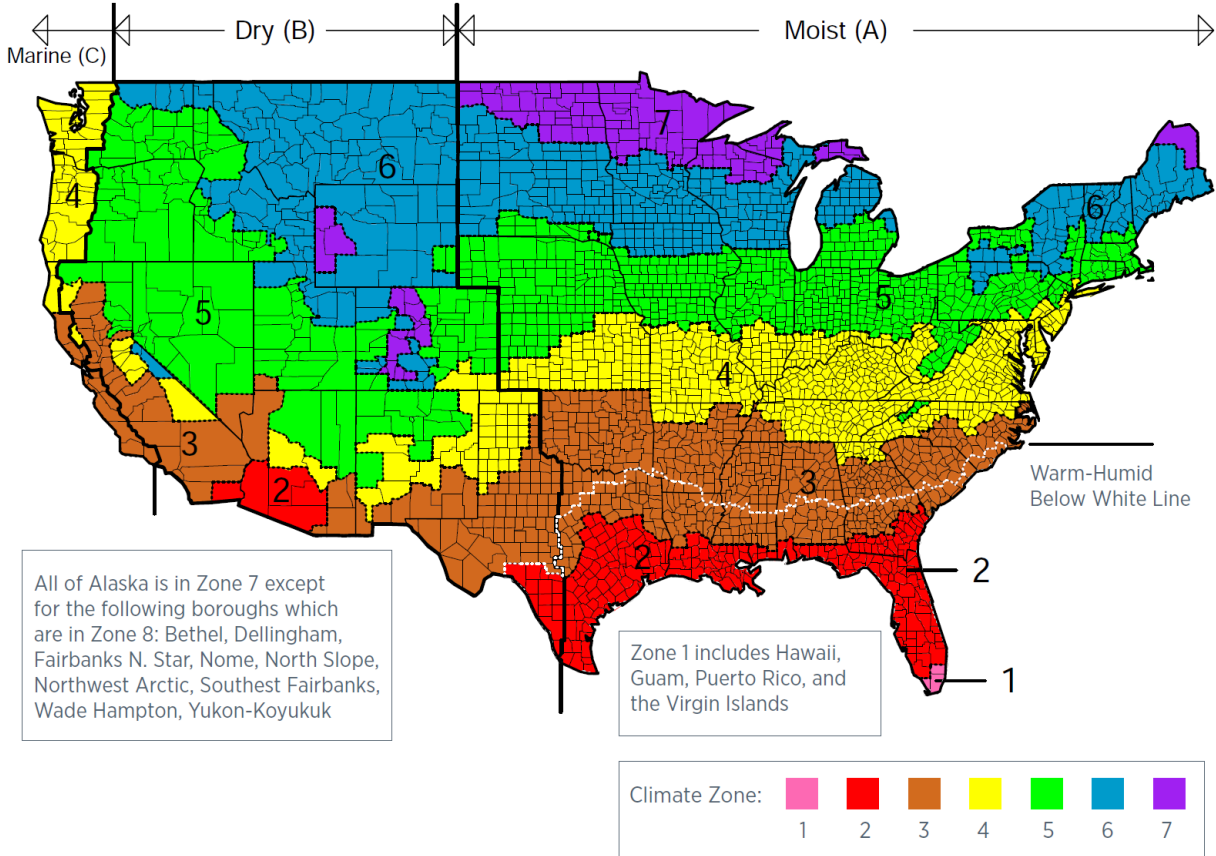 Marine (C)
Dry (B)
Moist (A)
7
6
4
6
5
5
4
3
3
2
2
Warm-Humid
Below White Line
2
1
All of Alaska is in Zone 7 except
for the following boroughs which
are in Zone 8: Bethel, Dellingham,
Fairbanks N. Star, Nome, North Slope,
Northwest Arctic, Southest Fairbanks,
Wade Hampton, Yukon-Koyukuk
Zone 1 includes Hawaii,
Guam, Puerto Rico, and
the Virgin Islands
Climate Zone:
1 2 3 4 5 6 7